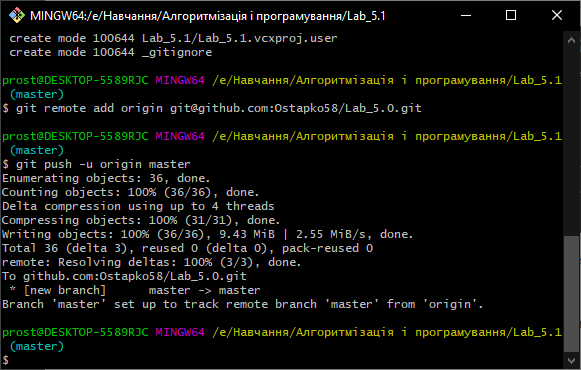 MINGW64:/e/Навчання/Алгоритмізація і програмування/Lab_5.1
create mode 100644 Lab_5.1/Lab_5.1.vcxproj.user
create mode 100644 _gitignore
prost@DESKTOP-5589RJC MINGW64 /e/Навчання/Алгоритмізація і програмування/Lab_5.1
(master)
$ git remote add origin git@github.com:Ostapko58/Lab_5.0.git
prost@DESKTOP-5589RJC MINGW64 /e/Навчання/Алгоритмізація і програмування/Lab_5.1
(master)
$ git push -u origin master
Enumerating objects: 36, done.
Counting objects: 100% (36/36), done.
Delta compression using up to 4 threads
Compressing objects: 100% (31/31), done.
Writing objects: 100% (36/36), 9.43 MiB | 2.55 MiB/s, done.
Total 36 (delta 3), reused 0 (delta 0), pack-reused 0
remote: Resolving deltas: 100% (3/3), done.
To github.com:Ostapko58/Lab_5.0.git
* [new branch]      master -> master
Branch 'master' set up to track remote branch 'master' from 'origin'.
prost@DESKTOP-5589RJC MINGW64 /e/Навчання/Алгоритмізація і програмування/Lab_5.1
(master)
$